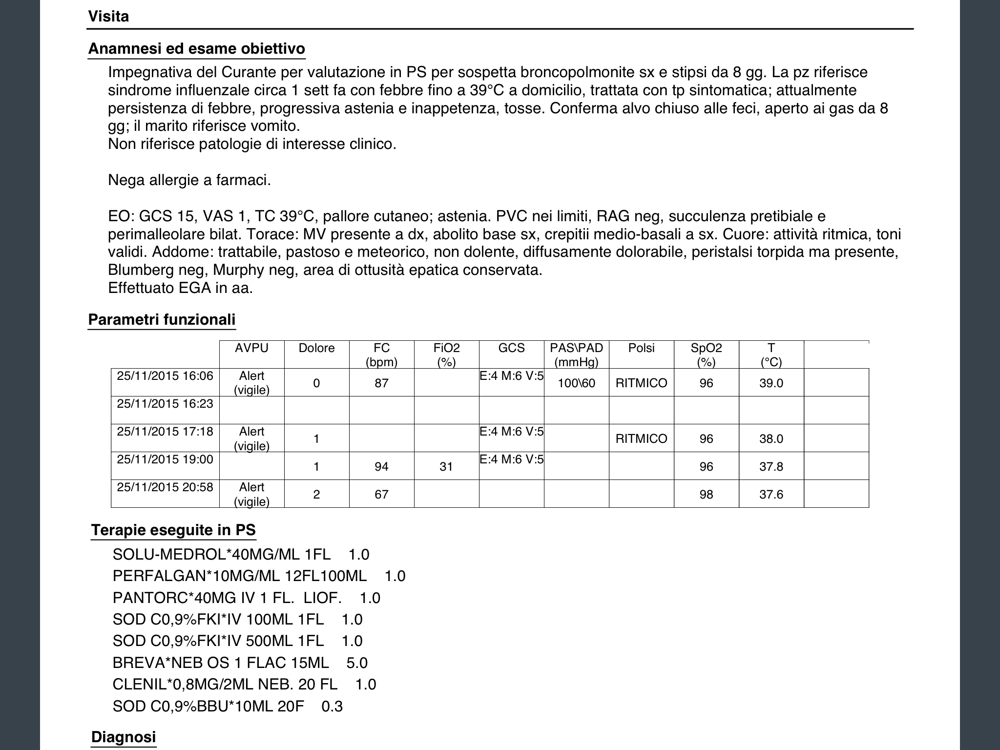 Visita
Anamnesi ed esame obiettivo
Impegnativa del Curante per valutazione in PS per sospetta broncopolmonite sx e stipsi da 8 gg. La pz riferisce
sindrome influenzale circa 1 sett fa con febbre fino a 39°C a domicilio, trattata con tp sintomatica; attualmente
persistenza di febbre, progressiva astenia e inappetenza, tosse. Conferma alvo chiuso alle feci, aperto ai gas da 8
gg; il marito riferisce vomito.
Non riferisce patologie di interesse clinico.
Nega allergie a farmaci.
EO: GCS 15, VAS 1, TC 39°C, pallore cutaneo; astenia. PVC nei limiti, RAG neg, succulenza pretibiale e
perimalleolare bilat. Torace: MV presente a dx, abolito base sx, crepitii medio-basali a sx. Cuore: attività ritmica, toni
validi. Addome: trattabile, pastoso e meteorico, non dolente, diffusamente dolorabile, peristalsi torpida ma presente,
Blumberg neg, Murphy neg, area di ottusità epatica conservata.
Effettuato EGA in aa.
Parametri funzionali
AVPU Dolore FC (bpm) FiO2 (%) GCS PAS\PAD (mmHg) Polsi SpO2 (%) T (°C)
25/11/2015 16:06 Alert (vigile) 0 87 E:4 M:6 V:5 100\60 RITMICO 96 39.0
25/11/2015 16:23
25/11/2015 17:18 Alert (vigile) 1 E:4 M:6 V:5 RITMICO 96 38.0
25/11/2015 19:00 1 94 31 E:4 M:6 V:5 96 37.8
25/11/2015 20:58 Alert (vigile) 2 67 98 37.6
Terapie eseguite in PS
SOLU-MEDROL*40MG/ML 1FL 1.0
PERFALGAN*10MG/ML 12FL100ML 1.0
PANTORC*40MG IV 1 FL. LIOF. 1.0
SOD C0,9%FKI*IV 100ML 1FL 1.0
SOD C0,9%FKI*IV 500ML 1FL 1.0
BREVA*NEB OS 1 FLAC 15ML 5.0
CLENIL*0,8MG/2ML NEB. 20 FL 1.0
SOD C0,9%BBU*10ML 20F 0.3
Diagnosi